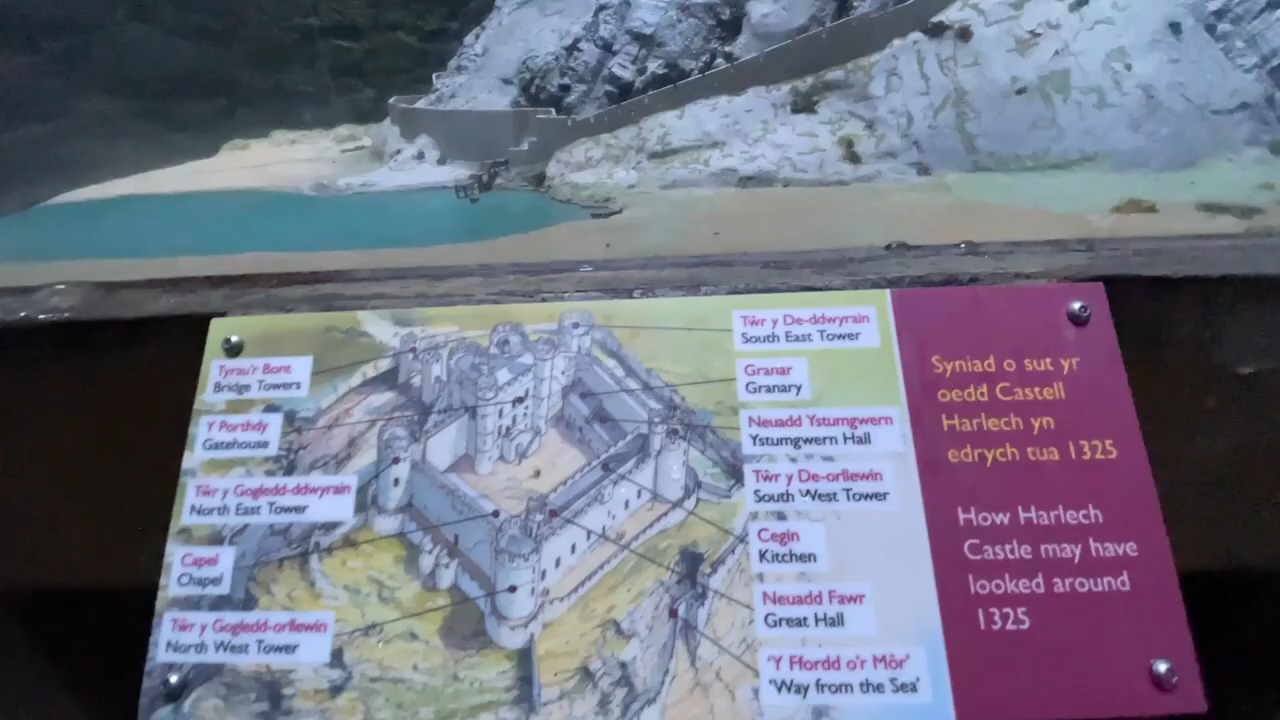 Tyrau'r Bont
Bridge Towers
Y Porthdy
Gatehouse
Tŵr y Gogledd-ddwyrain
North East Tower
Capel
Chapel
Tŵr y Gogledd-orllewin
North West Tower
Tŵr y De-ddwyrain
South East Tower
Granar
Granary
Neuadd Ystumgwern
Ystumgwern Hall
Tŵr y De-orllewin
South West Tower
Cegin
Kitchen
Neuadd Fawr
Great Hall
'Y Ffordd o'r Môr'
'Way from the Sea'
Syniad o sut yr
oedd Castell
Harlech yn
edrych tua 1325
How Harlech
Castle may have
looked around
1325